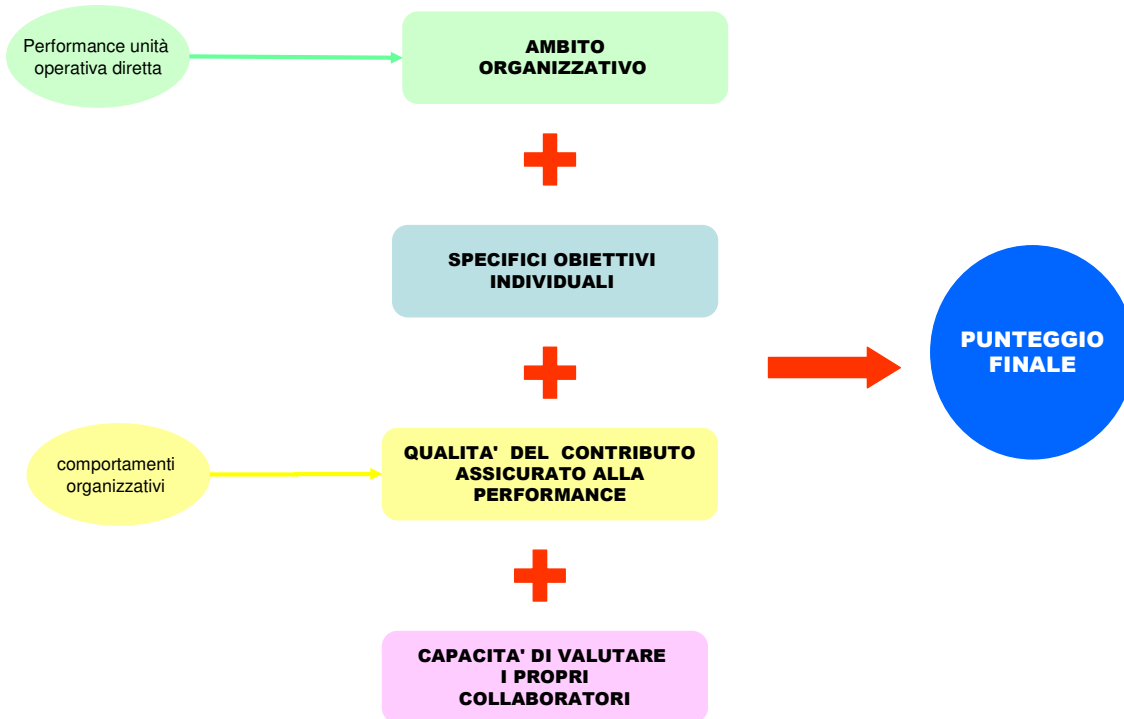 Performance unità
operativa diretta
AMBITO
ORGANIZZATIVO
SPECIFICI OBIETTIVI
INDIVIDUALI
PUNTEGGIO
FINALE
comportamenti
organizzativi
QUALITA' DEL CONTRIBUTO
ASSICURATO ALLA
PERFORMANCE
CAPACITA' DI VALUTARE
I PROPRI
COLLABORATORI